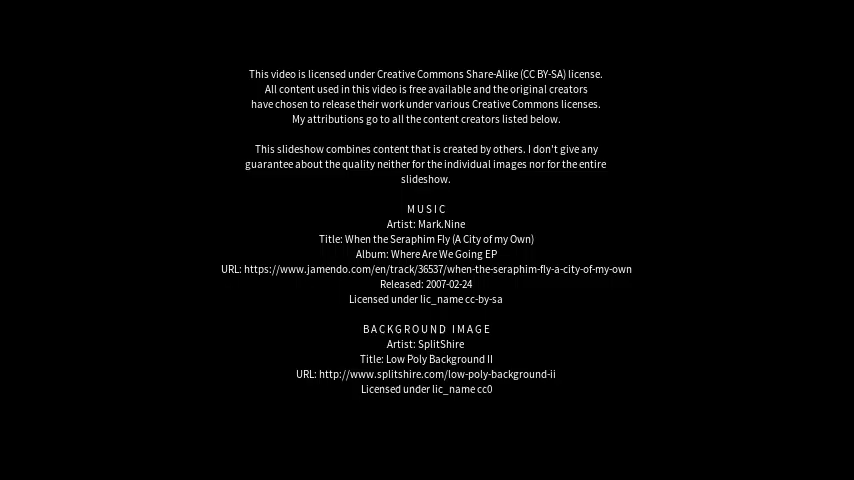 This video is licensed under Creative Commons Share-Alike (CC BY-SA) license.
All content used in this video is free available and the original creators
have chosen to release their work under various Creative Commons licenses.
My attributions go to all the content creators listed below.
This slideshow combines content that is created by others. I don't give any
guarantee about the quality neither for the individual images nor for the entire
slideshow.
MUSIC
Artist: Mark.Nine
Title: When the Seraphim Fly (A City of my Own)
Album: Where Are We Going EP
URL: https://www.jamendo.com/en/track/36537/when-the-seraphim-fly-a-city-of-my-own
Released: 2007-02-24
Licensed under lic_name cc-by-sa
BACKGROUND IMAGE
Artist: SplitShire
Title: Low Poly Background II
URL: http://www.splitshire.com/low-poly-background-ii
Licensed under lic_name cc0